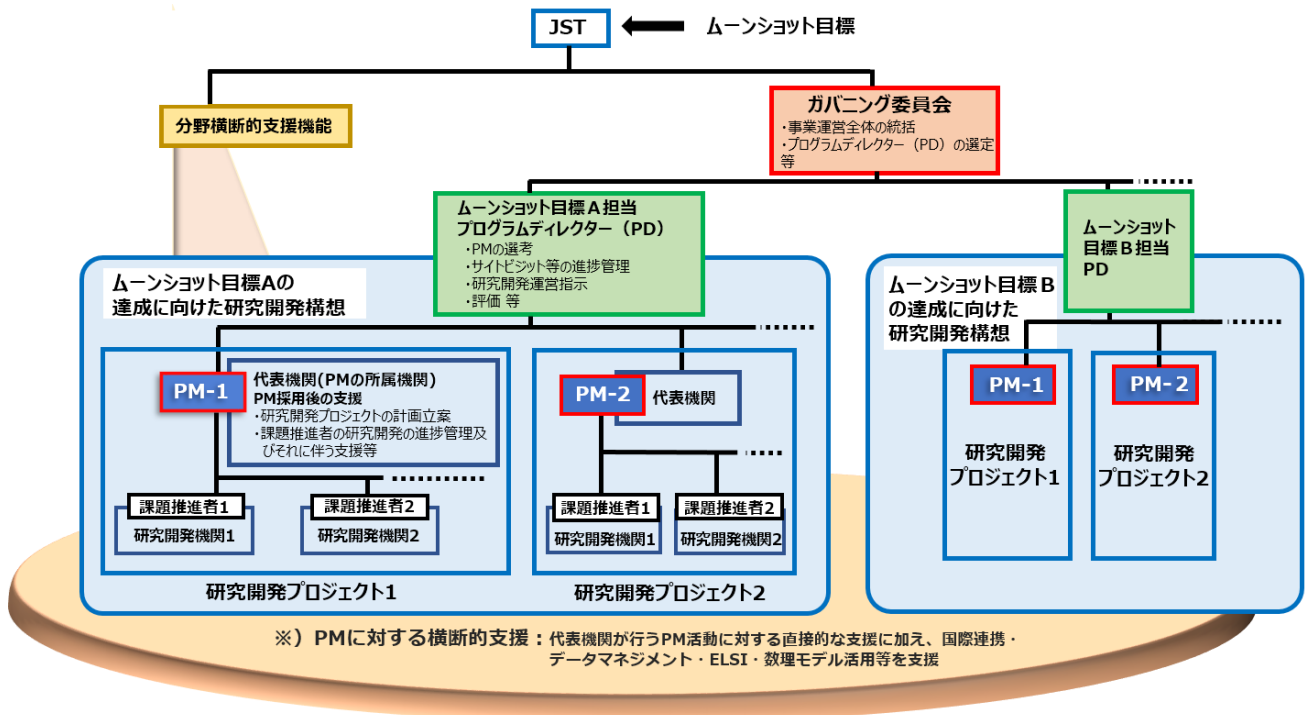 JST
ムーンショット目標
分野横断的支援機能
ガバニング委員会
・事業運営全体の統括
・プログラムディレクター（PD）の選定
等
ムーンショット目標A担当
プログラムディレクター（PD）
・PMの選考
・サイトビジット等の進捗管理
・研究開発運営指示
・評価 等
ムーンショット
目標B担当
PD
ムーンショット目標Aの
達成に向けた研究開発構想
PM-1
代表機関(PMの所属機関)
PM採用後の支援
・研究開発プロジェクトの計画立案
・課題推進者の研究開発の進捗管理及
びそれに伴う支援等
課題推進者1
研究開発機関1
課題推進者2
研究開発機関2
研究開発プロジェクト1
PM-2
代表機関
課題推進者1
研究開発機関1
課題推進者2
研究開発機関2
研究開発プロジェクト2
ムーンショット目標B
の達成に向けた
研究開発構想
PM-1
研究開発
プロジェクト1
PM-2
研究開発
プロジェクト2
※）PMに対する横断的支援：代表機関が行うPM活動に対する直接的な支援に加え、国際連携・
データマネジメント・ELSI・数理モデル活用等を支援